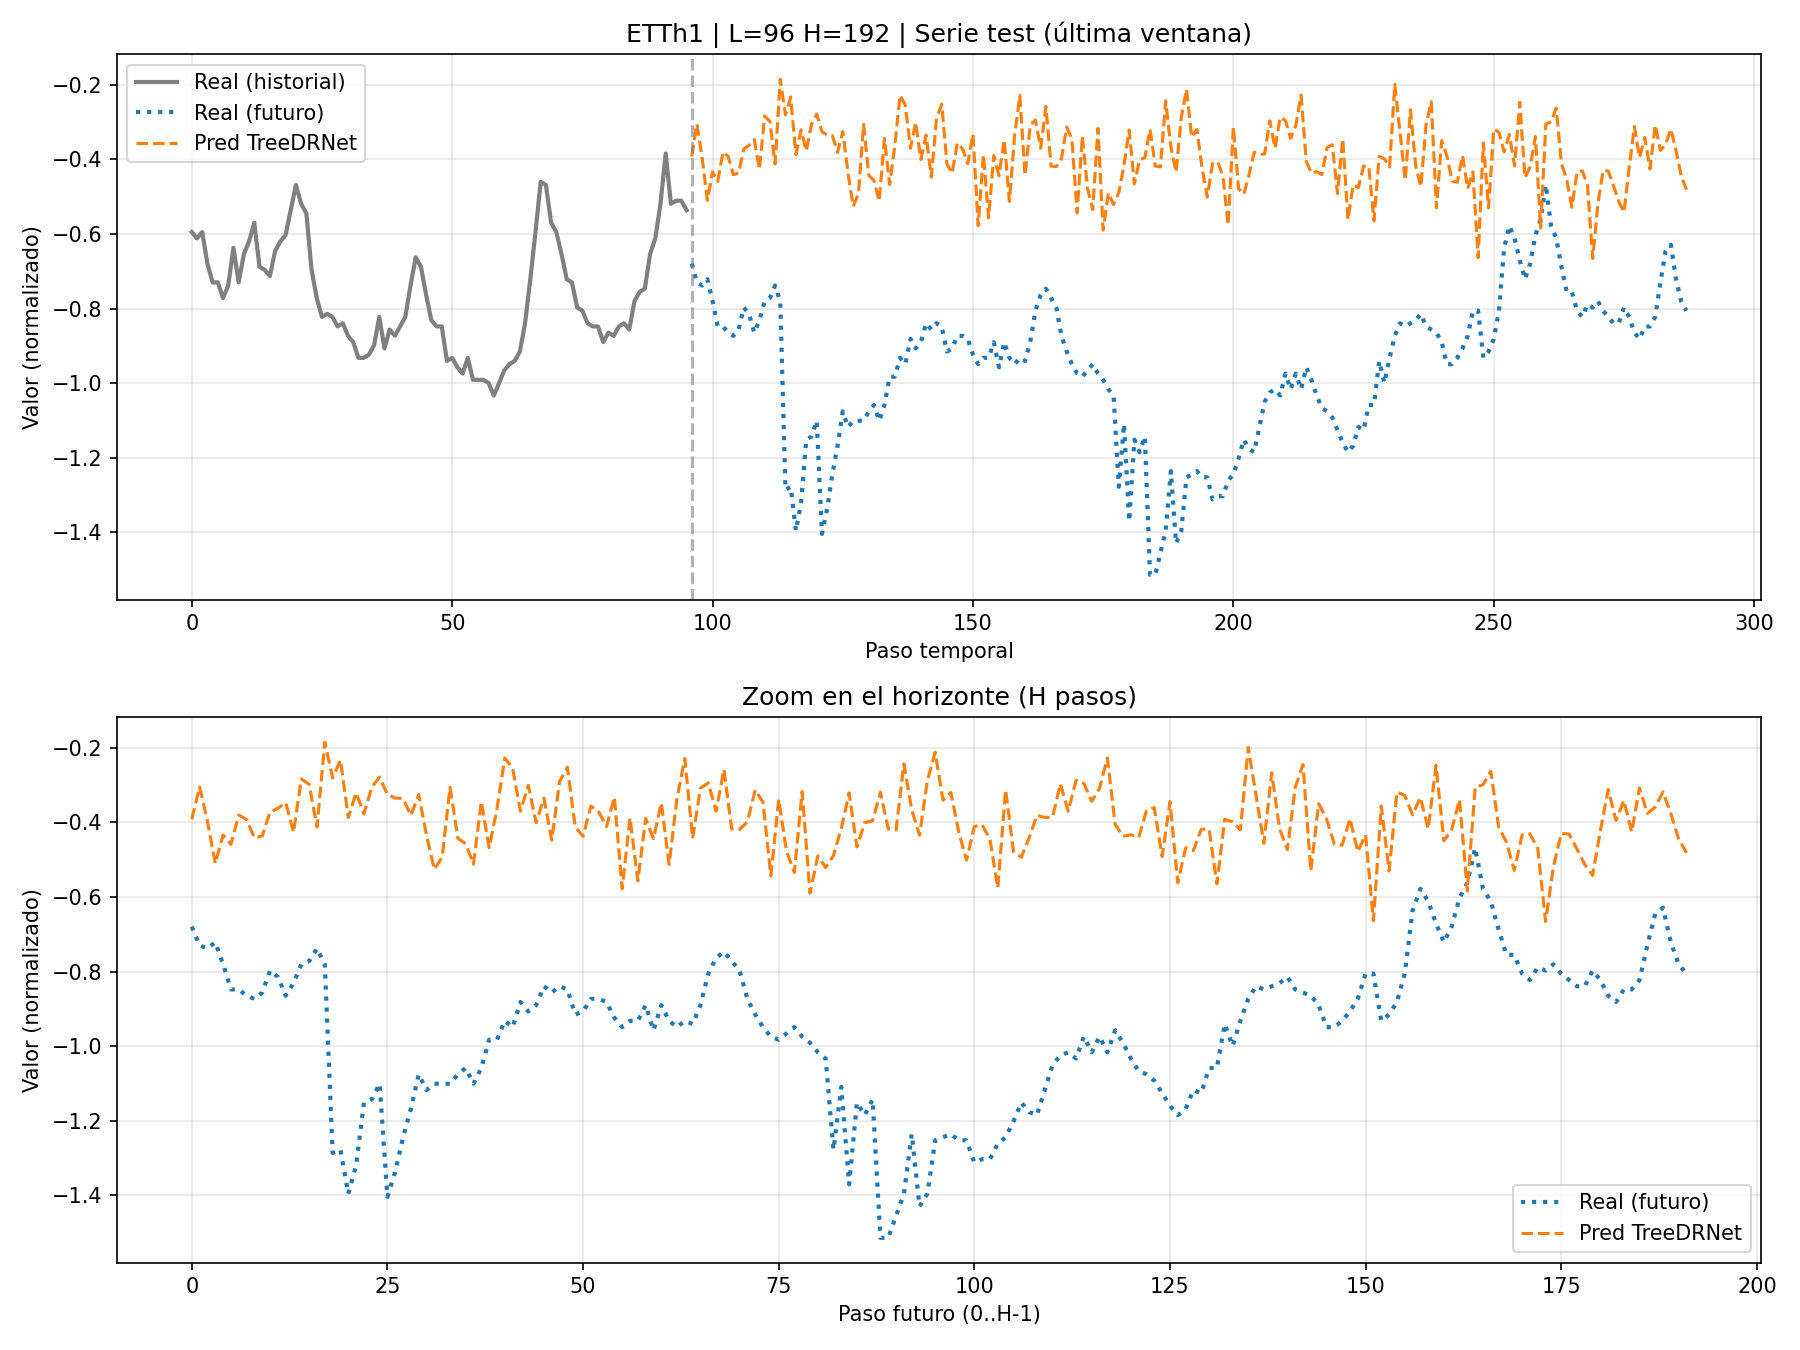 ETTh1 | L=96 H=192 | Serie test (última ventana)
Real (historial)
Real (futuro)
Pred TreeDRNet
Valor (normalizado)
−0.2
−0.4
−0.6
−0.8
−1.0
−1.2
−1.4
0 50 100 150 200 250 300
Paso temporal
Zoom en el horizonte (H pasos)
Valor (normalizado)
−0.2
−0.4
−0.6
−0.8
−1.0
−1.2
−1.4
Real (futuro)
Pred TreeDRNet
0 25 50 75 100 125 150 175 200
Paso futuro (0..H-1)